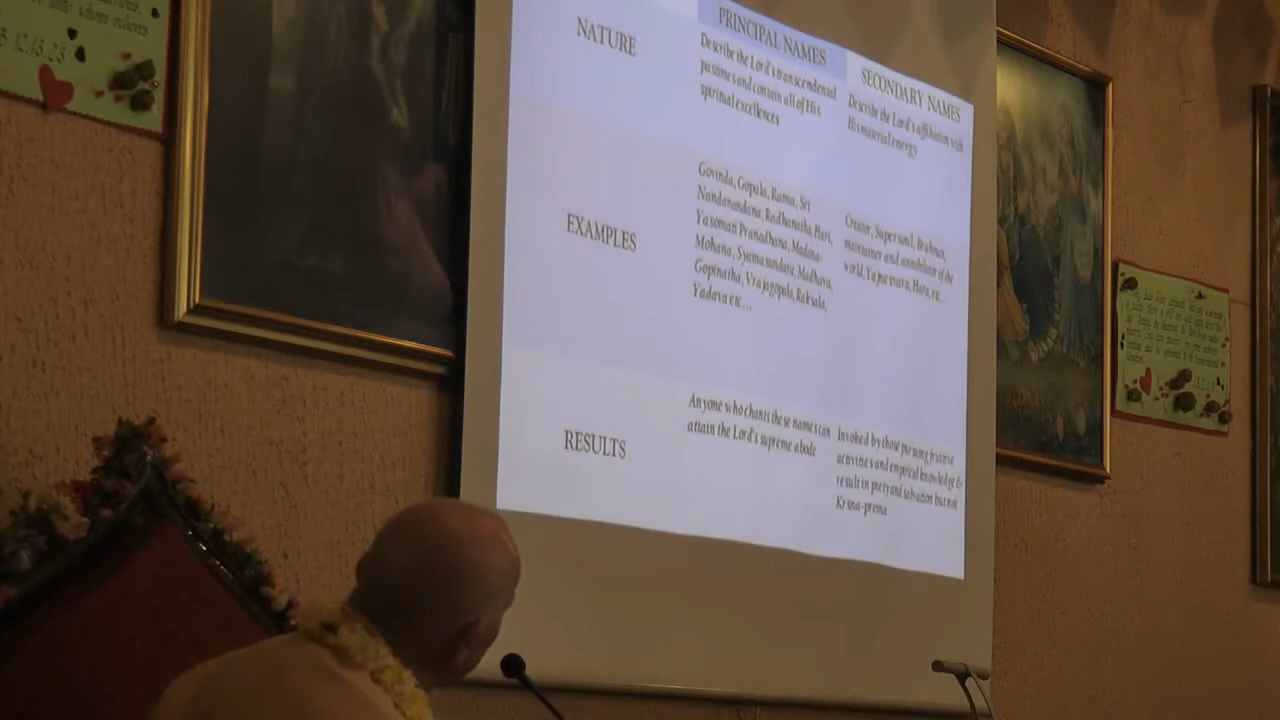 B 12.13.23
NATURE
PRINCIPAL NAMES
Describe the Lord's transcendental
pastimes and contain all of His
spiritual excellences
SECONDARY NAMES
Describe the Lord's affiliation with
His material energy
EXAMPLES
Govinda, Gopala, Rama, Sri
Nandanandana, Radhanatha, Hari,
Yasomati Pranadhana, Madana-
Mohana, Syamasundara, Madhava,
Gopinatha, Vrajagopala, Raksala,
Yadava etc...
Creator, Supersoul, Brahman,
maintainer and annihilator of the
world, Yajnesvara, Hara, etc...
RESULTS
Anyone who chants these names can
attain the Lord's supreme abode
Invoked by those pursuing fruitive
activities and empirical knowledge &
result in piety and salvation but not
Krsna-prema